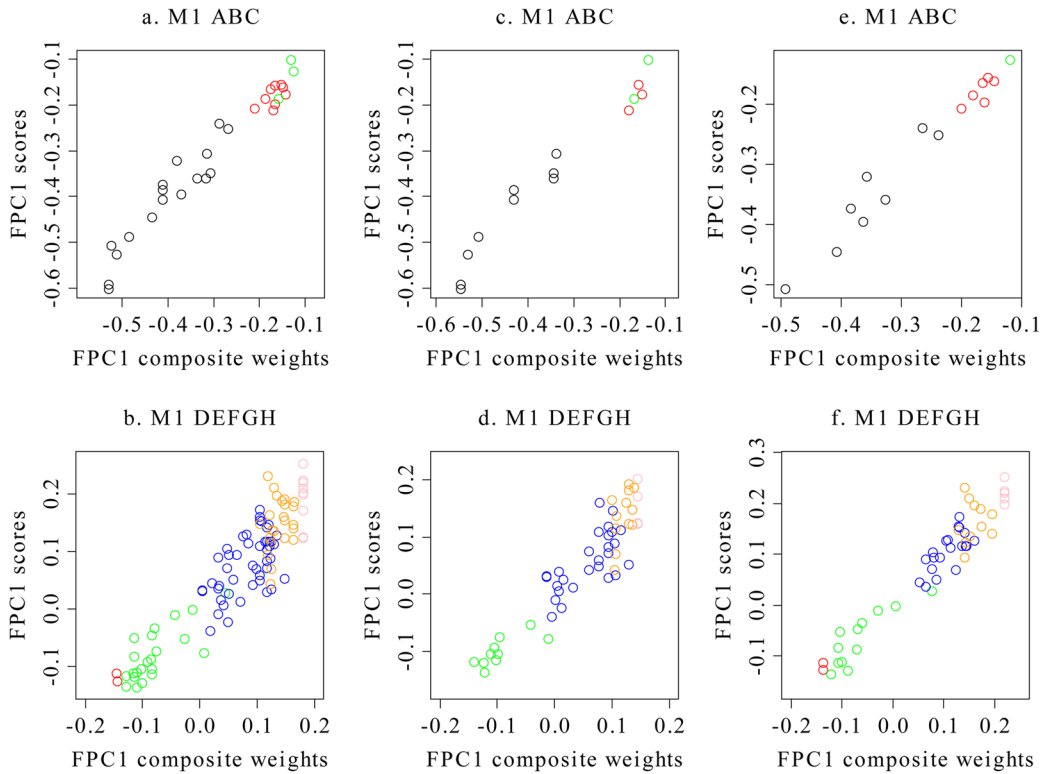 a. M1 ABC
c. M1 ABC
e. M1 ABC
FPC1 scores
-0.6 -0.5 -0.4 -0.3 -0.2 -0.1
-0.5 -0.4 -0.3 -0.2 -0.1
FPC1 composite weights
FPC1 scores
-0.6 -0.5 -0.4 -0.3 -0.2 -0.1
-0.6 -0.5 -0.4 -0.3 -0.2 -0.1
FPC1 composite weights
FPC1 scores
-0.5 -0.4 -0.3 -0.2
-0.5 -0.4 -0.3 -0.2 -0.1
FPC1 composite weights
b. M1 DEFGH
d. M1 DEFGH
f. M1 DEFGH
FPC1 scores
-0.1 0.0 0.1 0.2
-0.2 -0.1 0.0 0.1 0.2
FPC1 composite weights
FPC1 scores
-0.1 0.0 0.1 0.2
-0.2 -0.1 0.0 0.1 0.2
FPC1 composite weights
FPC1 scores
-0.1 0.0 0.1 0.2 0.3
-0.2 -0.1 0.0 0.1 0.2
FPC1 composite weights